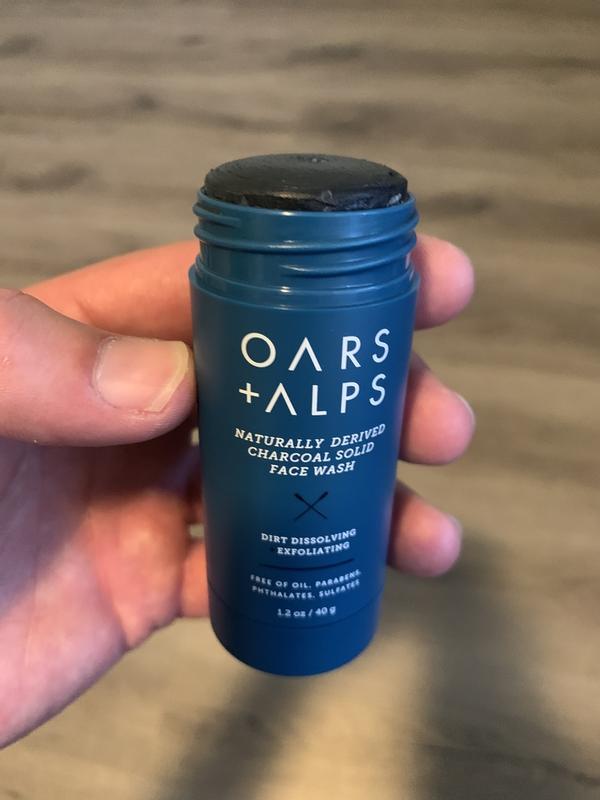 OARS
+ALPS
NATURALLY DERIVED
CHARCOAL SOLID
FACE WASH
DIRT DISSOLVING
+EXFOLIATING
FREE OF OIL, PARABENS,
PHTHALATES, SULFATES
1.2 oz / 40 g